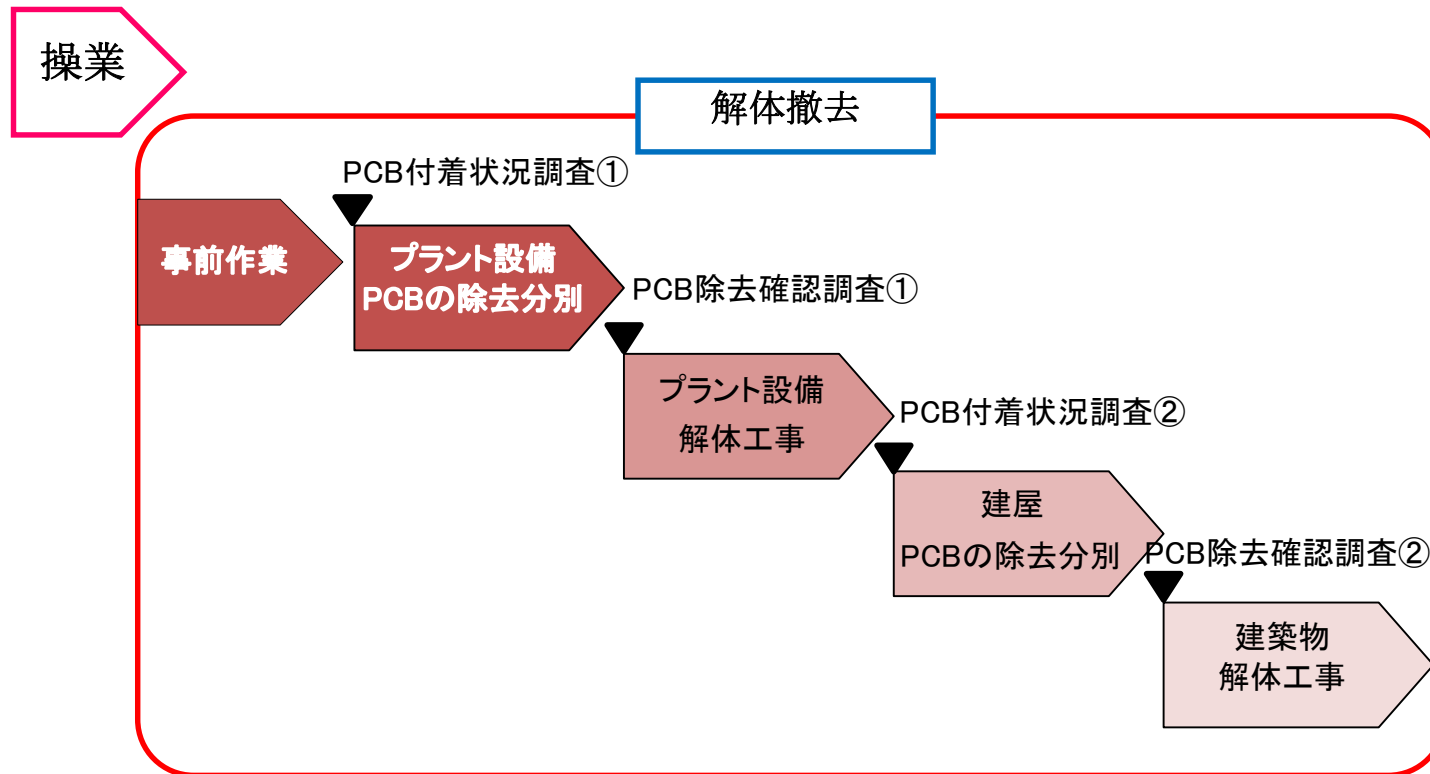 操業
解体撤去
PCB付着状況調査①
事前作業
プラント設備
PCBの除去分別
PCB除去確認調査①
プラント設備
解体工事
PCB付着状況調査②
建屋
PCBの除去分別
PCB除去確認調査②
建築物
解体工事